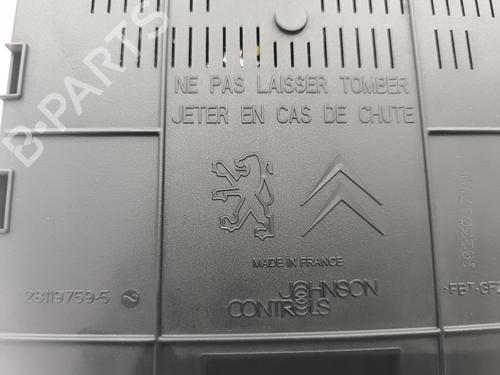 B-PARTS
NE PAS LAISSER TOMBER
JETER EN CAS DE CHUTE
MADE IN FRANCE
28119759-5
JOHNSON
CONTROLS